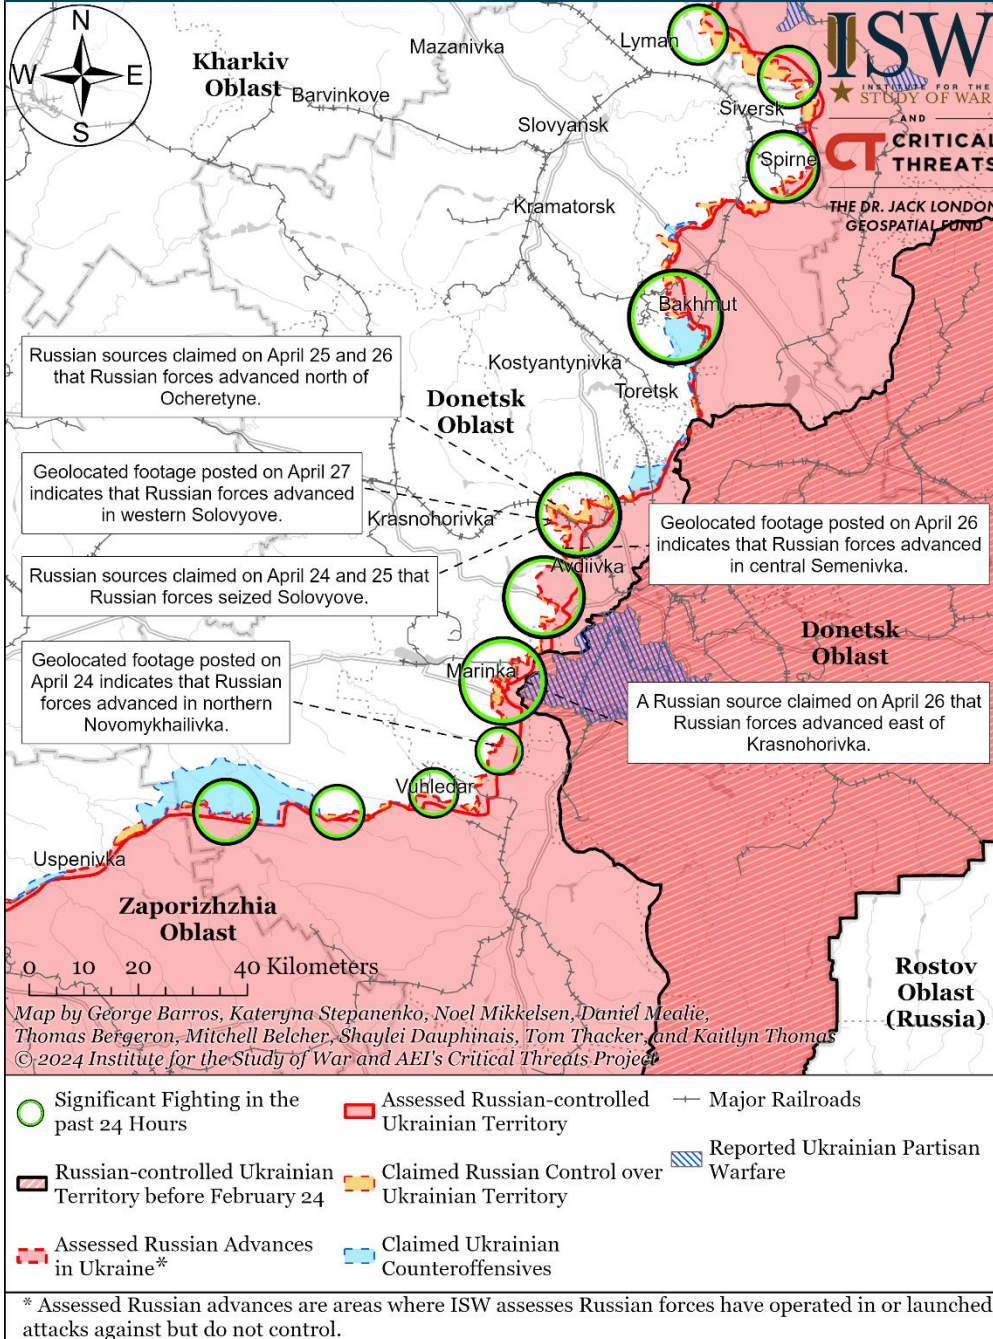 N
W
E
S
Kharkiv
Oblast
Mazanivka
Barvinkove
Slovyansk
Lyman
Siversk
Spirne
Kramatorsk
ISW
INSTITUTE FOR THE
STUDY OF WAR
AND
CT CRITICAL
THREATS
THE DR. JACK LONDON
GEOSPATIAL FUND
Bakhmut
Kostyantynivka
Toretsk
Donetsk
Oblast
Russian sources claimed on April 25 and 26
that Russian forces advanced north of
Ocheretyne.
Geolocated footage posted on April 27
indicates that Russian forces advanced
in western Solovyove.
Krasnohorivka
Russian sources claimed on April 24 and 25 that
Russian forces seized Solovyove.
Avdiivka
Geolocated footage posted on April 26
indicates that Russian forces advanced
in central Semenivka.
Donetsk
Oblast
Geolocated footage posted on
April 24 indicates that Russian
forces advanced in northern
Novomykhailivka.
Marinka
A Russian source claimed on April 26 that
Russian forces advanced east of
Krasnohorivka.
Vuhledar
Uspenivka
Zaporizhzhia
Oblast
Rostov
Oblast
(Russia)
0 10 20 40 Kilometers
Map by George Barros, Kateryna Stepanenko, Noel Mikkelsen, Daniel Mealie,
Thomas Bergeron, Mitchell Belcher, Shaylei Dauphinais, Tom Thacker, and Kaitlyn Thomas
© 2024 Institute for the Study of War and AEI's Critical Threats Project
Significant Fighting in the
past 24 Hours
Russian-controlled Ukrainian
Territory before February 24
Assessed Russian Advances
in Ukraine*
Assessed Russian-controlled
Ukrainian Territory
Claimed Russian Control over
Ukrainian Territory
Claimed Ukrainian
Counteroffensives
Major Railroads
Reported Ukrainian Partisan
Warfare
* Assessed Russian advances are areas where ISW assesses Russian forces have operated in or launched
attacks against but do not control.